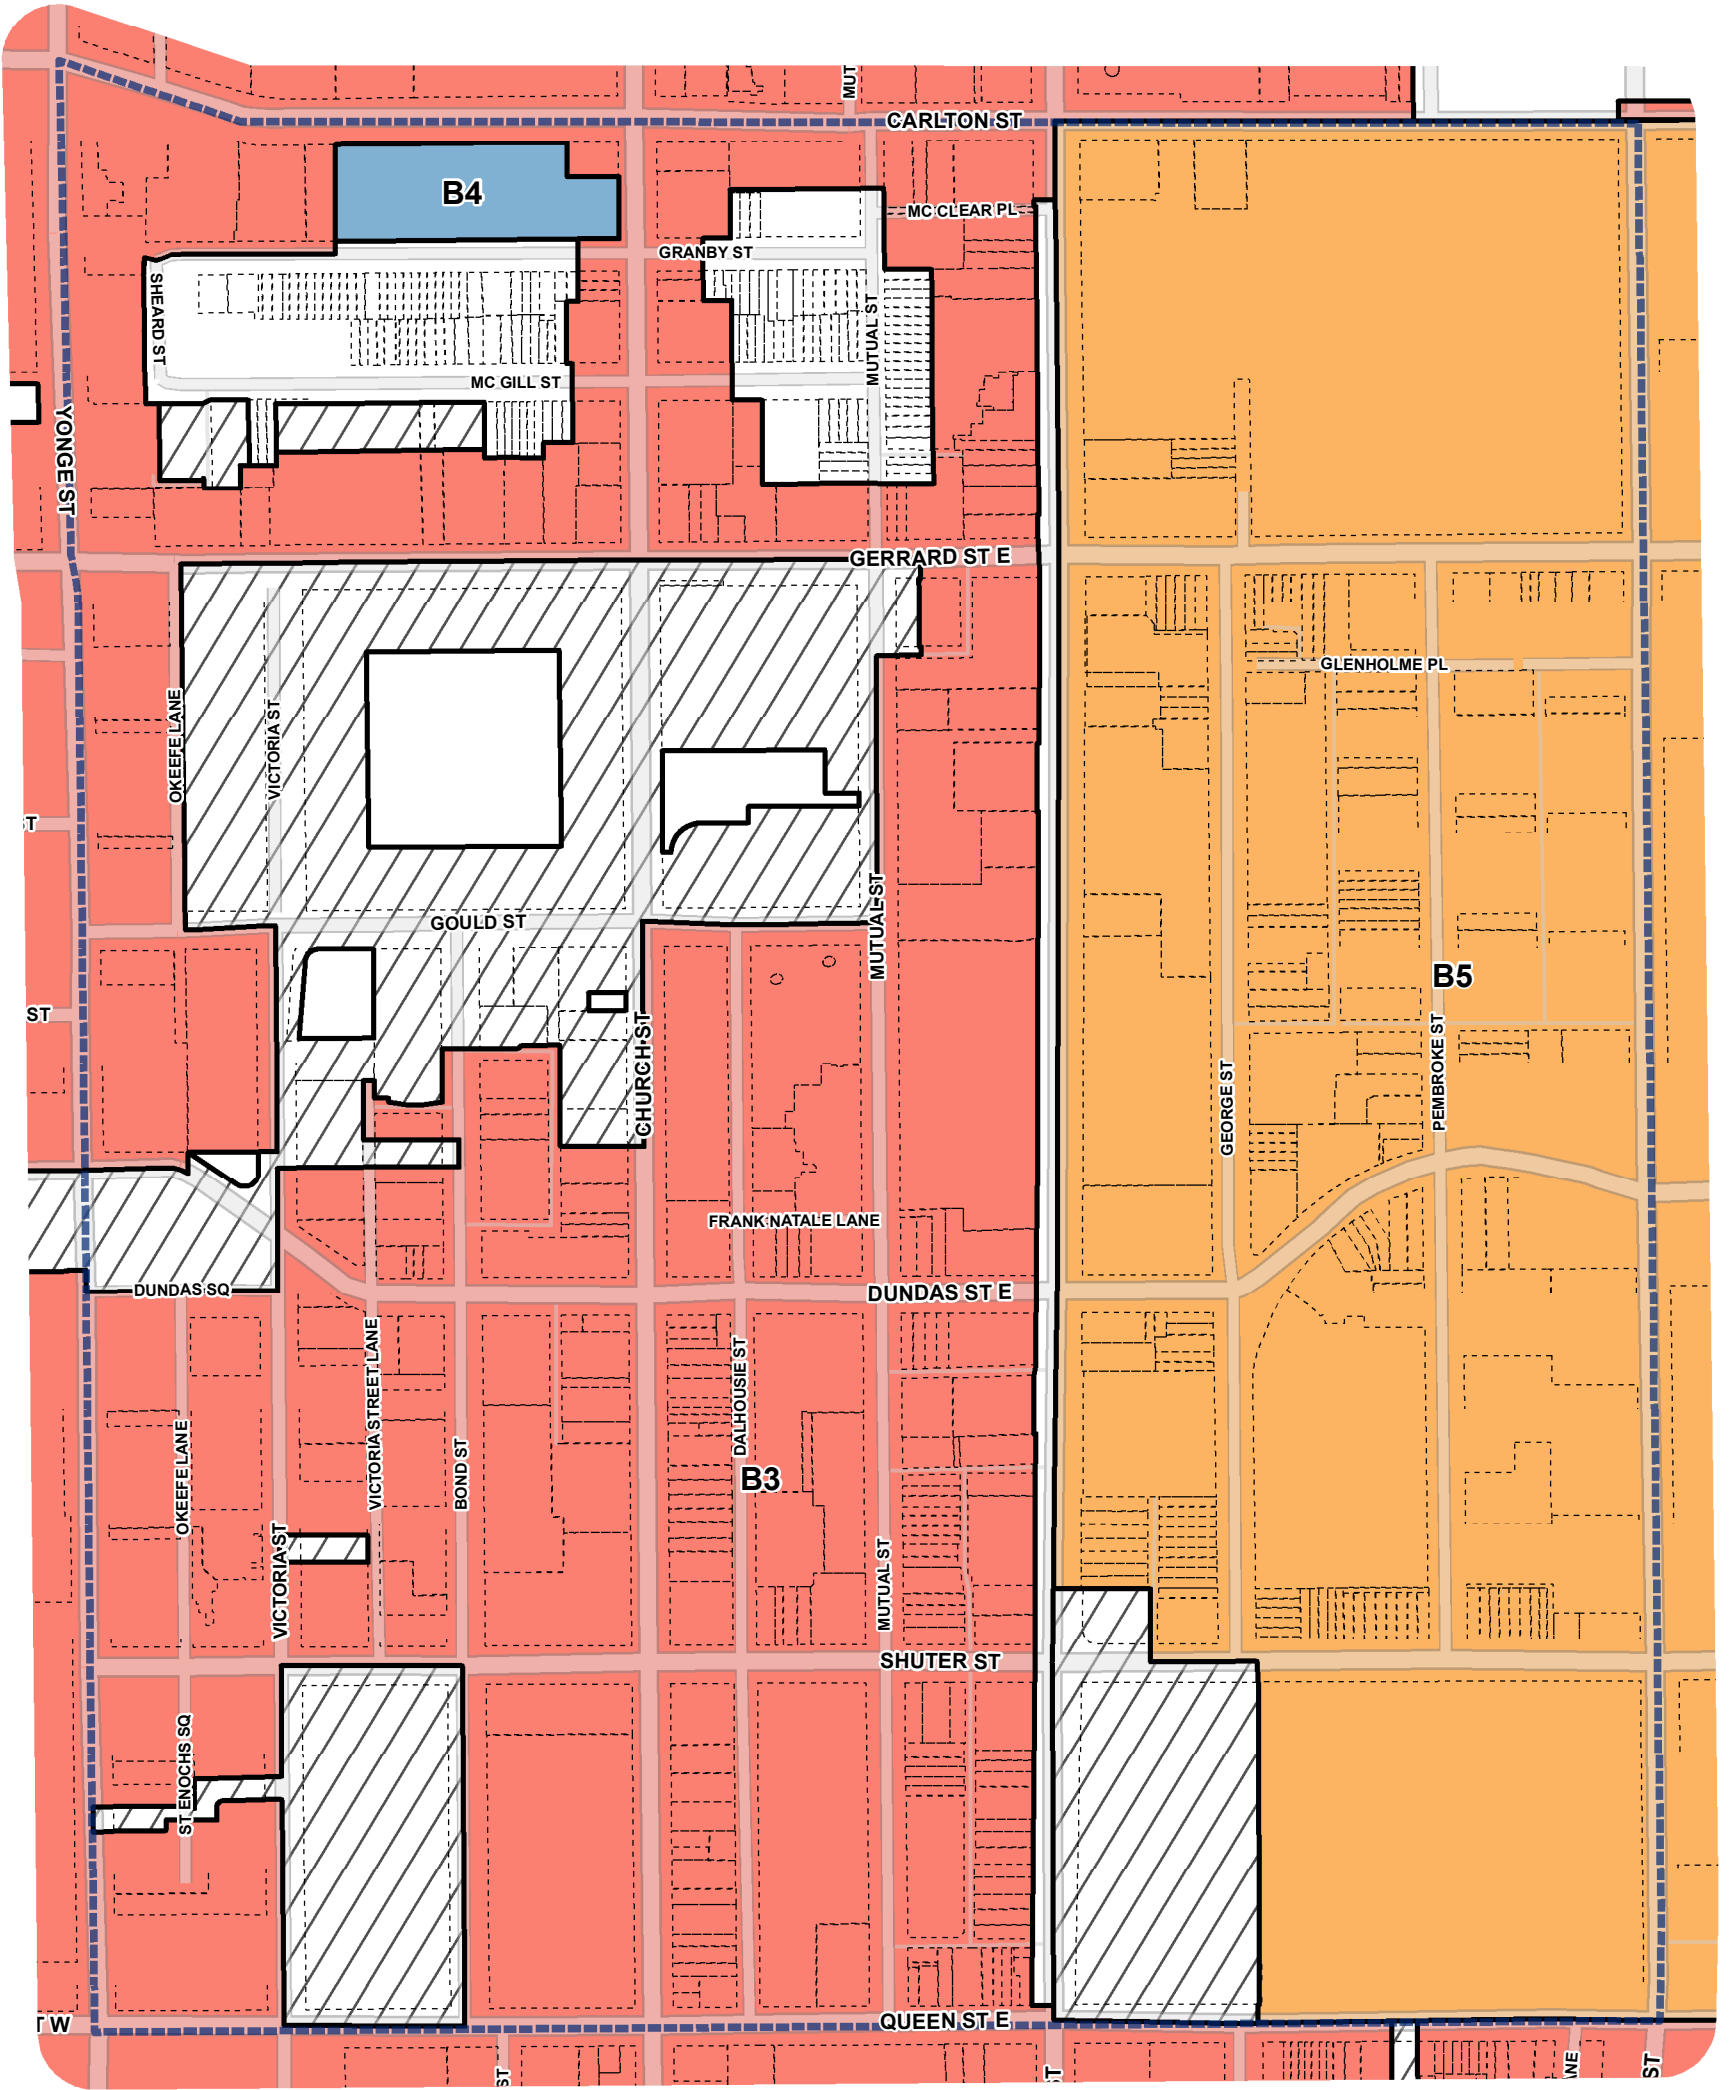 MUT
CARLTON ST
B4
MC CLEAR PL
GRANBY ST
SHEARD ST
MUTUAL ST
MC GILL ST
YONGE ST
GERRARD ST E
GLENHOLME PL
OKEEFE LANE
VICTORIA ST
ST
GOULD ST
MUTUAL ST
B5
ST
CHURCH ST
PEMBROKE ST
GEORGE ST
FRANK NATALE LANE
DUNDAS SQ
DUNDAS ST E
VICTORIA STREET LANE
DALHOUSIE ST
OKEEFE LANE
BOND ST
B3
VICTORIA ST
MUTUAL ST
SHUTER ST
ST ENOCHS SQ
T W
QUEEN ST E
ST
ST
ANE
ST